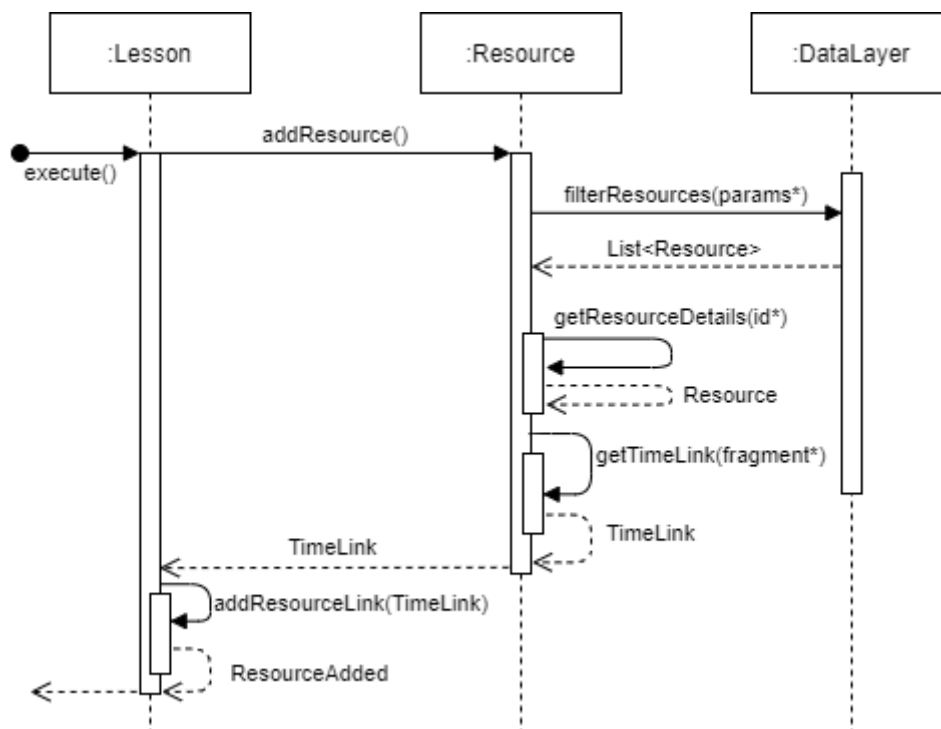 :Lesson
:Resource
:DataLayer
addResource()
execute()
filterResources(params*)
List<Resource>
getResourceDetails(id*)
Resource
getTimeLink(fragment*)
TimeLink
TimeLink
addResourceLink(TimeLink)
ResourceAdded